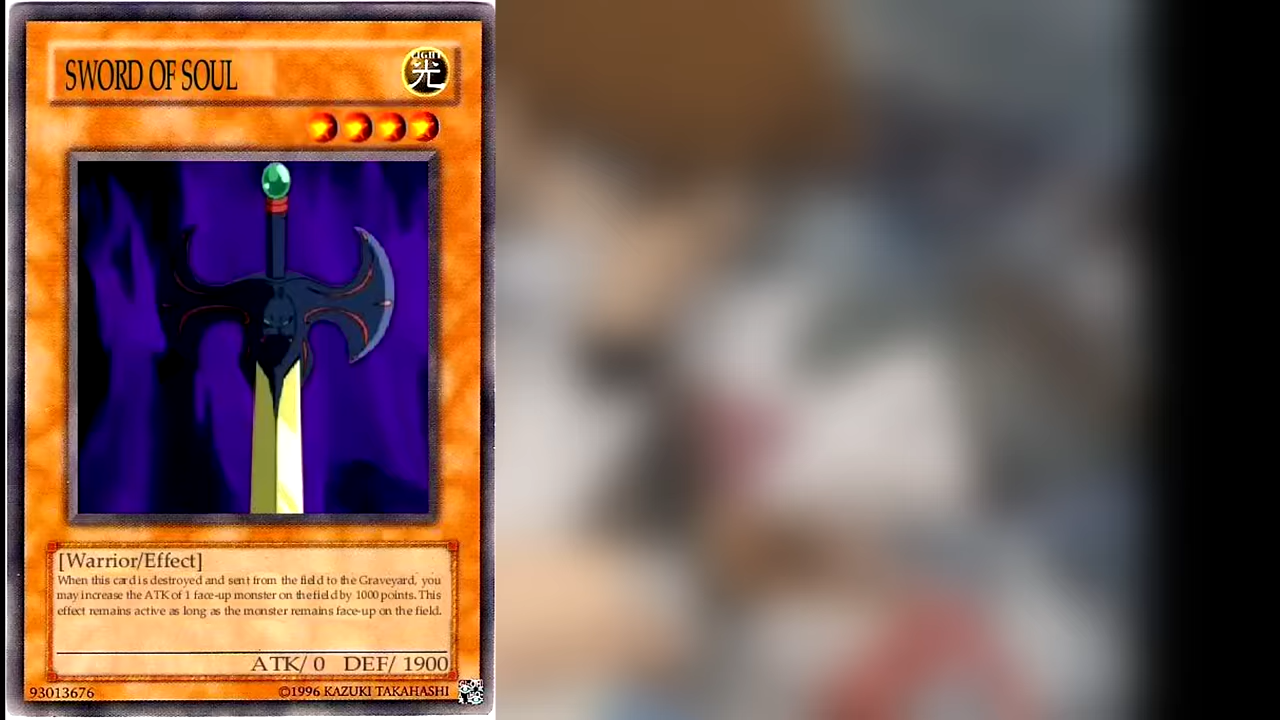 SWORD OF SOUL
LIGHT
光
[Warrior/Effect]
When this card is destroyed and sent from the field to the Graveyard, you
may increase the ATK of 1 face-up monster on the field by 1000 points. This
effect remains active as long as the monster remains face-up on the field.
ATK/ 0 DEF/ 1900
93013676 ©1996 KAZUKI TAKAHASHI